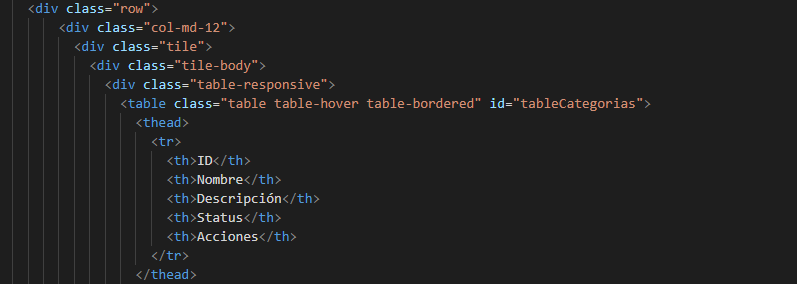 <div class="row">
<div class="col-md-12">
<div class="tile">
<div class="tile-body">
<div class="table-responsive">
<table class="table table-hover table-bordered" id="tableCategorias">
<thead>
<tr>
<th>ID</th>
<th>Nombre</th>
<th>Descripción</th>
<th>Status</th>
<th>Acciones</th>
</tr>
</thead>